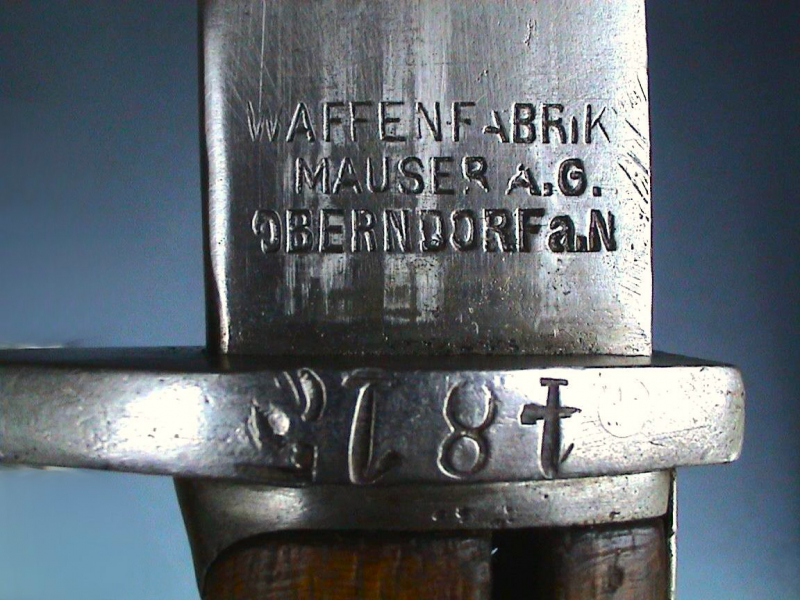 WAFFENFABRIK
MAUSER A.G.
OBERNDORF a.N